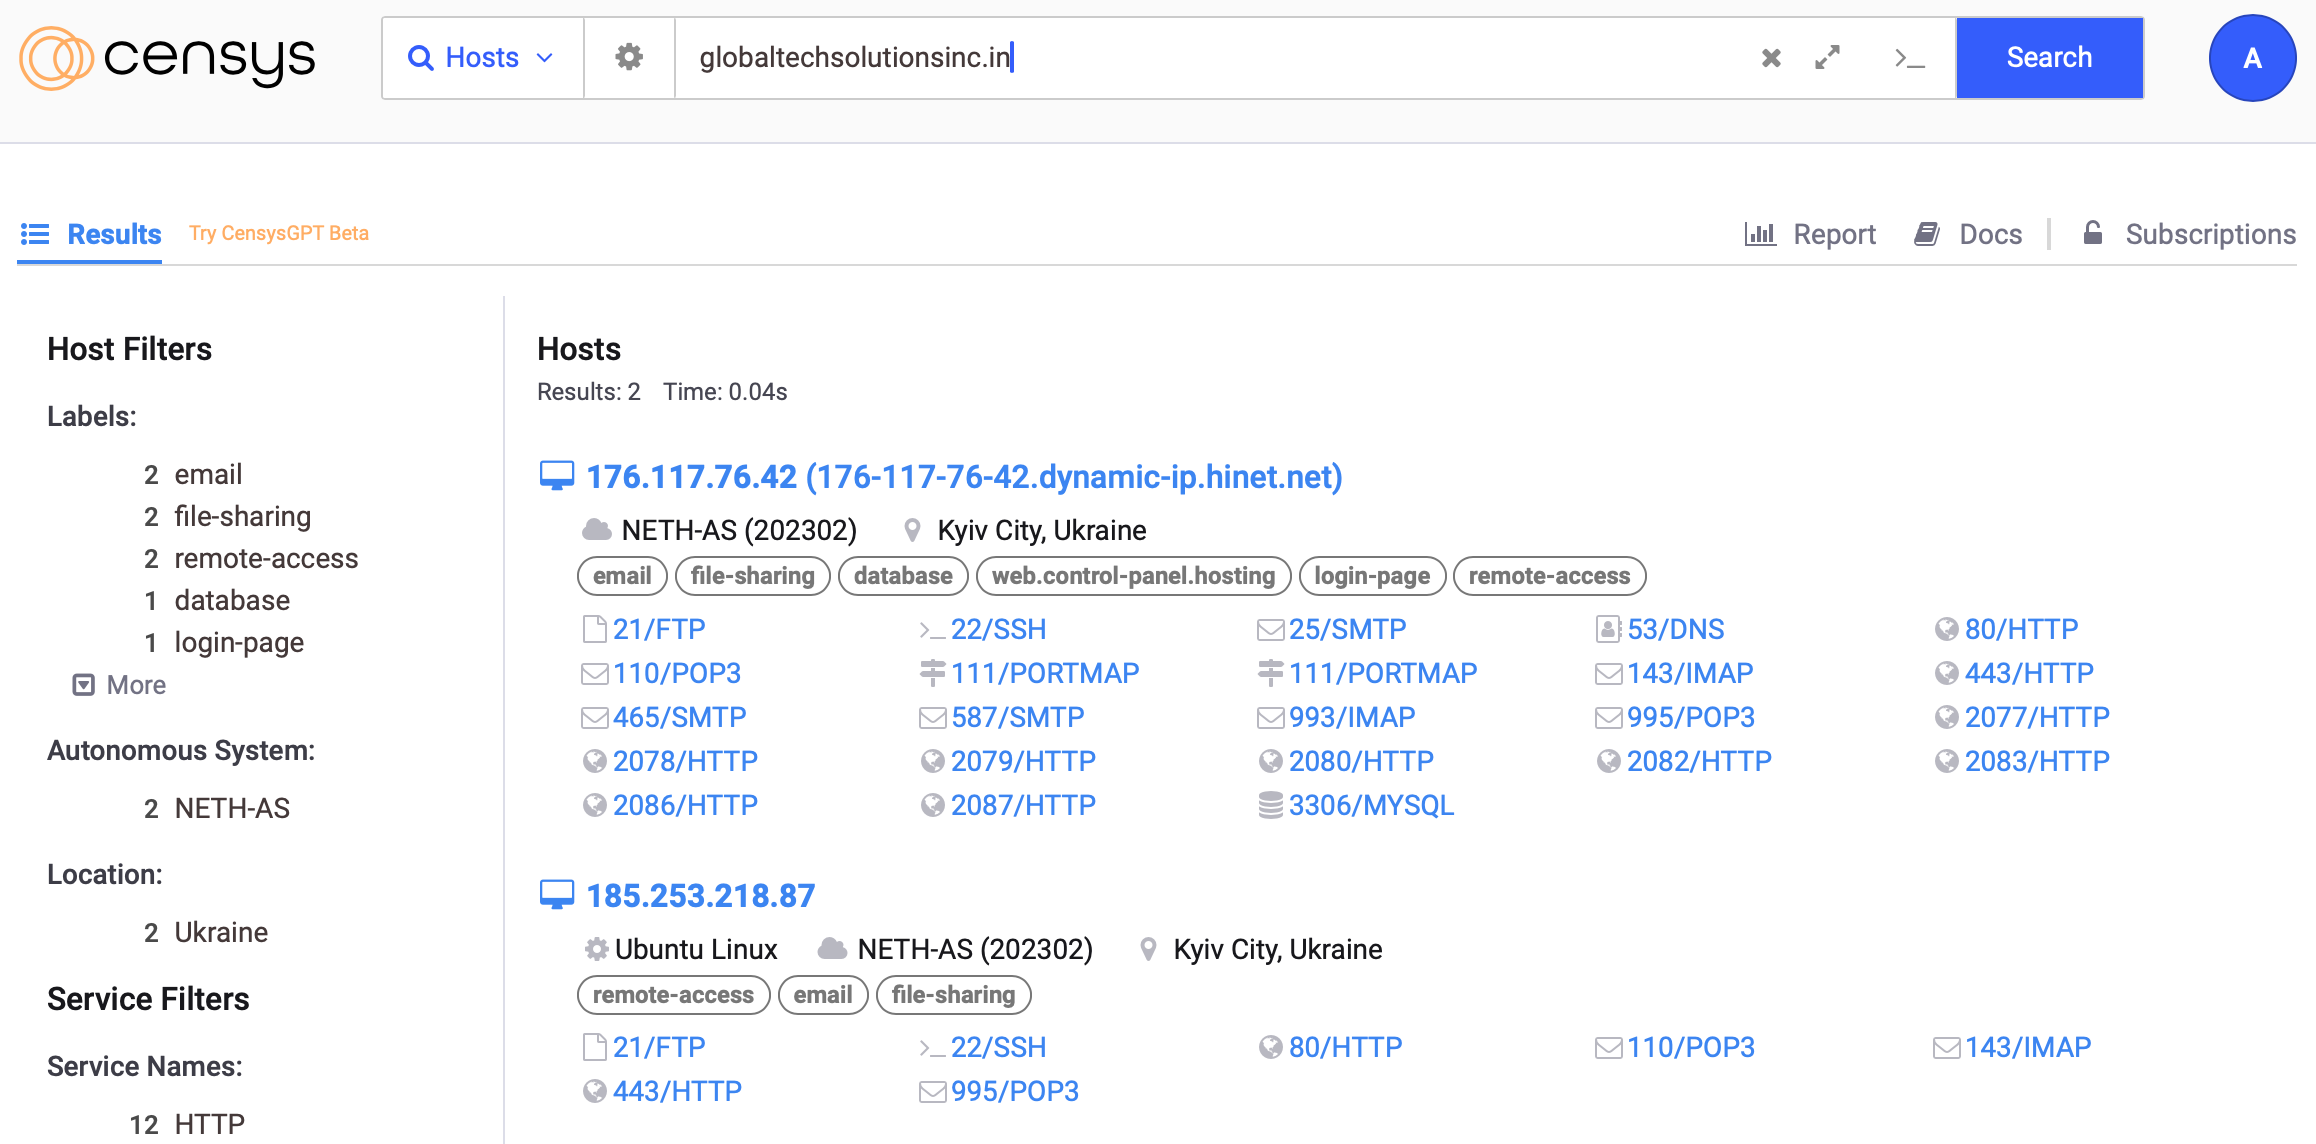 censys
Hosts
globaltechsolutionsinc.in
Search
A
Results
Try CensysGPT Beta
Report
Docs
Subscriptions
Host Filters
Labels:
2 email
2 file-sharing
2 remote-access
1 database
1 login-page
More
Autonomous System:
2 NETH-AS
Location:
2 Ukraine
Service Filters
Service Names:
12 HTTP
Hosts
Results: 2 Time: 0.04s
176.117.76.42 (176-117-76-42.dynamic-ip.hinet.net)
NETH-AS (202302) Kyiv City, Ukraine
email file-sharing database web.control-panel.hosting login-page remote-access
21/FTP 22/SSH 25/SMTP 53/DNS 80/HTTP
110/POP3 111/PORTMAP 111/PORTMAP 143/IMAP 443/HTTP
465/SMTP 587/SMTP 993/IMAP 995/POP3 2077/HTTP
2078/HTTP 2079/HTTP 2080/HTTP 2082/HTTP 2083/HTTP
2086/HTTP 2087/HTTP 3306/MYSQL
185.253.218.87
Ubuntu Linux NETH-AS (202302) Kyiv City, Ukraine
remote-access email file-sharing
21/FTP 22/SSH 80/HTTP 110/POP3 143/IMAP
443/HTTP 995/POP3